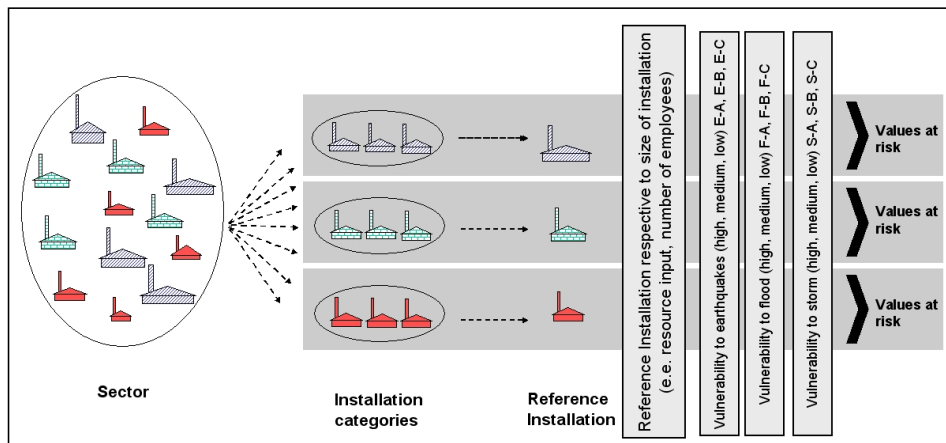 Sector
Installation
categories
Reference
Installation
Reference Installation respective to size of installation
(e.e. resource input, number of employees)
Vulnerability to earthquakes (high, medium, low) E-A, E-B, E-C
Vulnerability to flood (high, medium, low) F-A, F-B, F-C
Vulnerability to storm (high, medium, low) S-A, S-B, S-C
Values at
risk
Values at
risk
Values at
risk